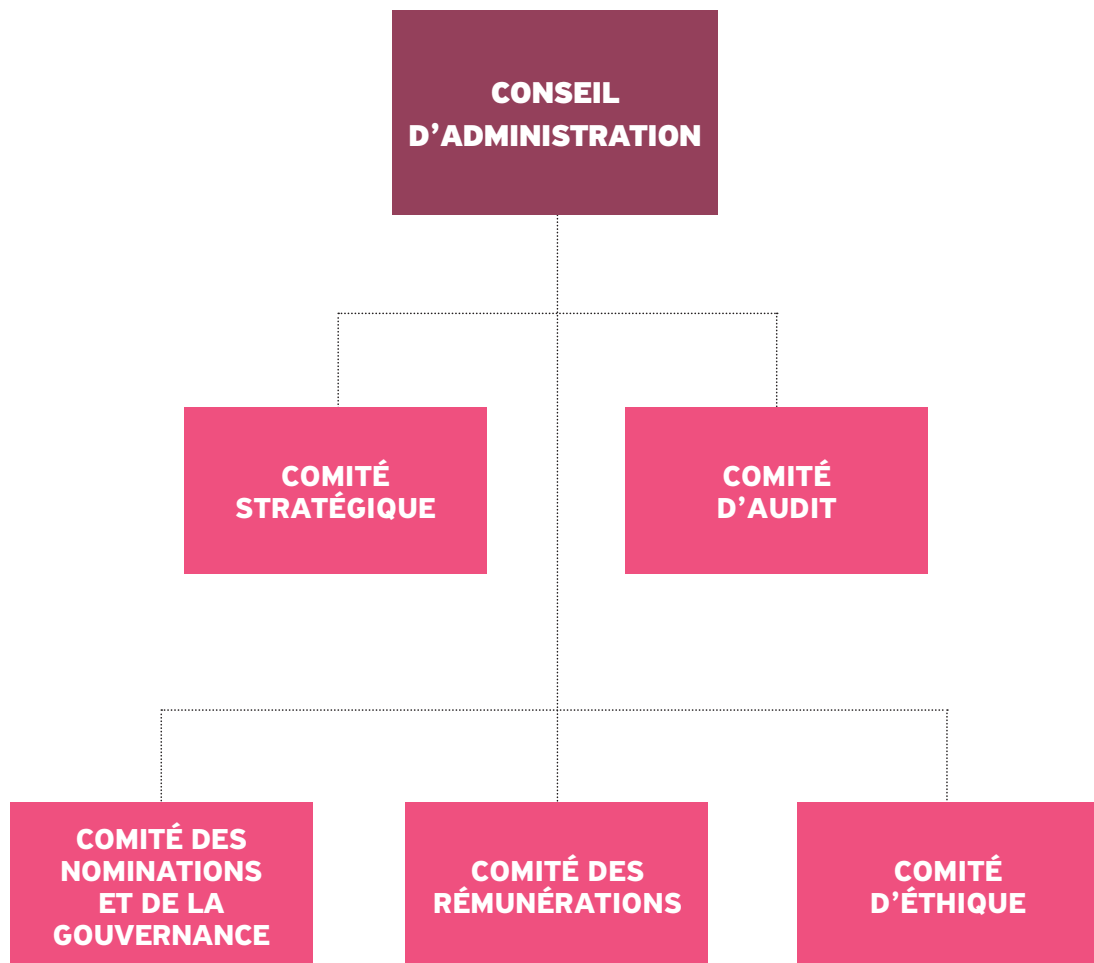 CONSEIL
D’ADMINISTRATION
COMITÉ
STRATÉGIQUE
COMITÉ
D’AUDIT
COMITÉ DES
NOMINATIONS
ET DE LA
GOUVERNANCE
COMITÉ DES
RÉMUNÉRATIONS
COMITÉ
D’ÉTHIQUE